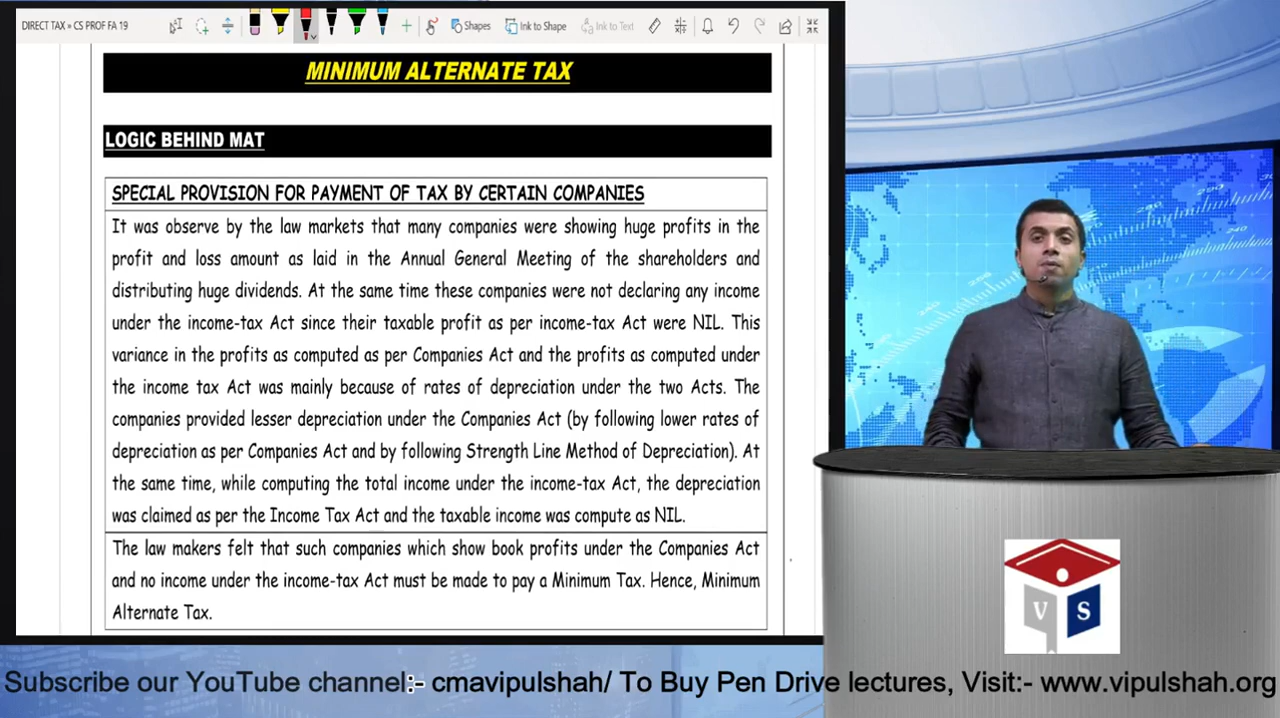 DIRECT TAX » CS PROF FA 19
Shapes
Ink to Shape
Ink to Text
MINIMUM ALTERNATE TAX
LOGIC BEHIND MAT
SPECIAL PROVISION FOR PAYMENT OF TAX BY CERTAIN COMPANIES
It was observe by the law markets that many companies were showing huge profits in the
profit and loss amount as laid in the Annual General Meeting of the shareholders and
distributing huge dividends. At the same time these companies were not declaring any income
under the income-tax Act since their taxable profit as per income-tax Act were NIL. This
variance in the profits as computed as per Companies Act and the profits as computed under
the income tax Act was mainly because of rates of depreciation under the two Acts. The
companies provided lesser depreciation under the Companies Act (by following lower rates of
depreciation as per Companies Act and by following Strength Line Method of Depreciation). At
the same time, while computing the total income under the income-tax Act, the depreciation
was claimed as per the Income Tax Act and the taxable income was compute as NIL.
The law makers felt that such companies which show book profits under the Companies Act
and no income under the income-tax Act must be made to pay a Minimum Tax. Hence, Minimum
Alternate Tax.
V S
Subscribe our YouTube channel:- cmavipulshah/ To Buy Pen Drive lectures, Visit:- www.vipulshah.org